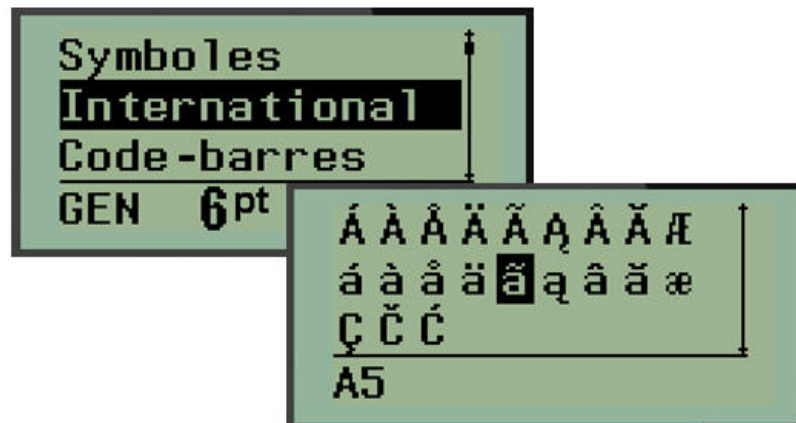 Symboles
International
Code-barres
GEN 6pt
Á À Å Ä Ã Ą Â Ă Æ
á à å ä ã ą â ă æ
Ç Č Ć
A5